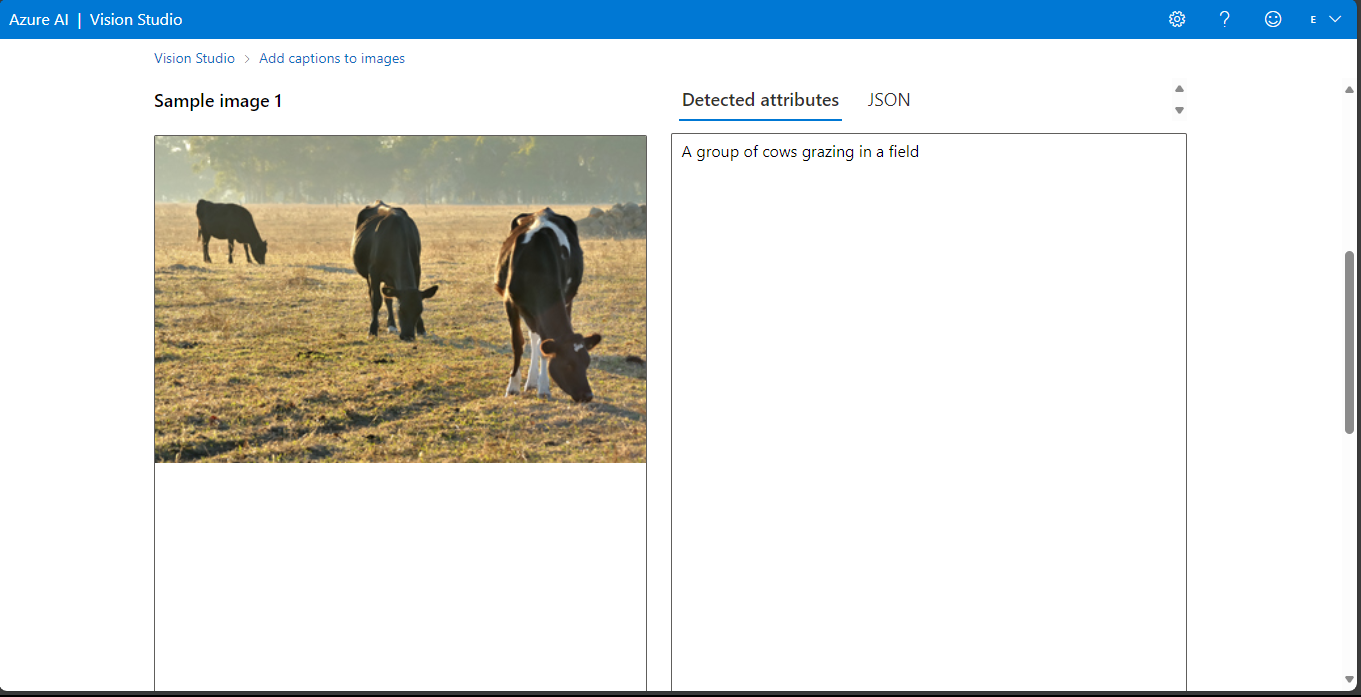 Azure AI | Vision Studio
E
Vision Studio > Add captions to images
Sample image 1
Detected attributes
JSON
A group of cows grazing in a field